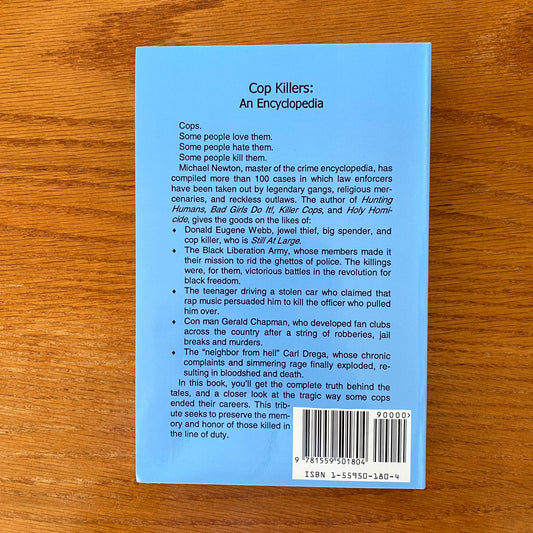 Cop Killers:
An Encyclopedia
Cops.
Some people love them.
Some people hate them.
Some people kill them.
Michael Newton, master of the crime encyclopedia, has
compiled more than 100 cases in which law enforcers
have been taken out by legendary gangs, religious mer-
cenaries, and reckless outlaws. The author of Hunting
Humans, Bad Girls Do It!, Killer Cops, and Holy Homi-
cide, gives the goods on the likes of:
♦ Donald Eugene Webb, jewel thief, big spender, and
cop killer, who is Still At Large.
♦ The Black Liberation Army, whose members made it
their mission to rid the ghettos of police. The killings
were, for them, victorious battles in the revolution for
black freedom.
♦ The teenager driving a stolen car who claimed that
rap music persuaded him to kill the officer who pulled
him over.
♦ Con man Gerald Chapman, who developed fan clubs
across the country after a string of robberies, jail
breaks and murders.
♦ The "neighbor from hell" Carl Drega, whose chronic
complaints and simmering rage finally exploded, re-
sulting in bloodshed and death.
In this book, you'll get the complete truth behind the
tales, and a closer look at the tragic way some cops
ended their careers. This trib-
ute seeks to preserve the mem-
ory and honor of those killed in
the line of duty.
90000>
9 781559 501804
ISBN 1-55950-180-4